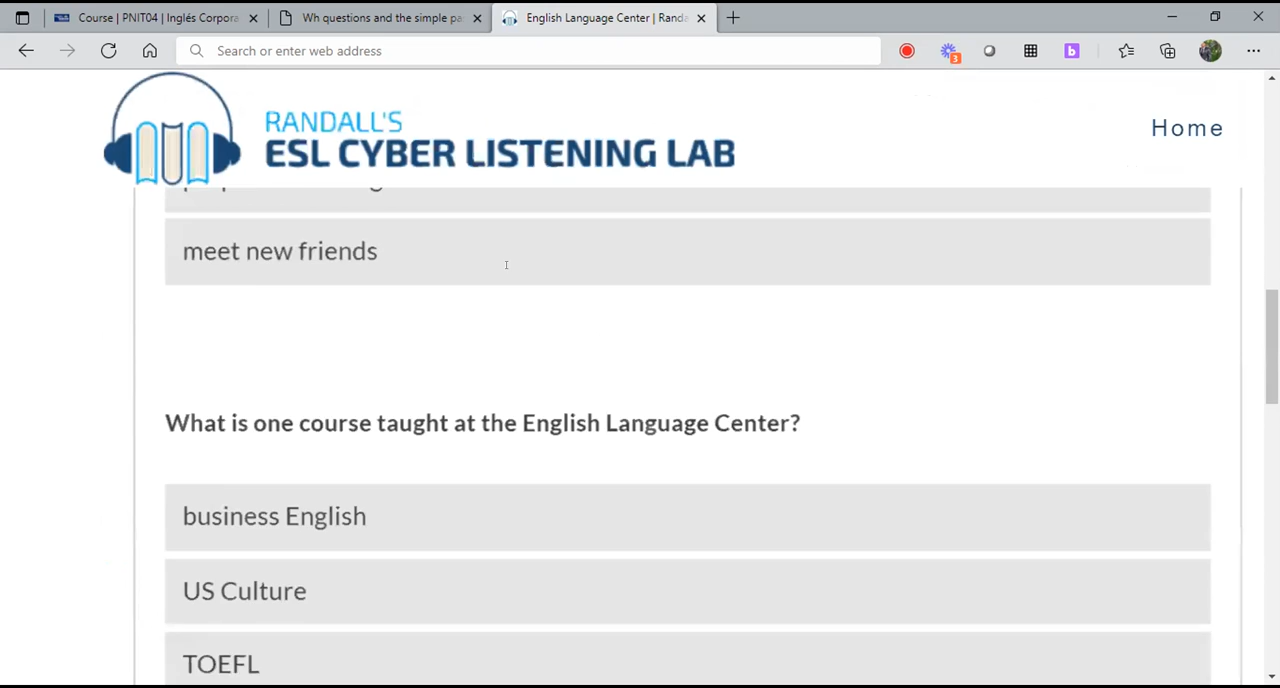 Course | PNIT04 | Inglés Corpora
Wh questions and the simple pa
English Language Center | Randa
Search or enter web address
3
b
RANDALL'S
ESL CYBER LISTENING LAB
Home
meet new friends
What is one course taught at the English Language Center?
business English
US Culture
TOEFL